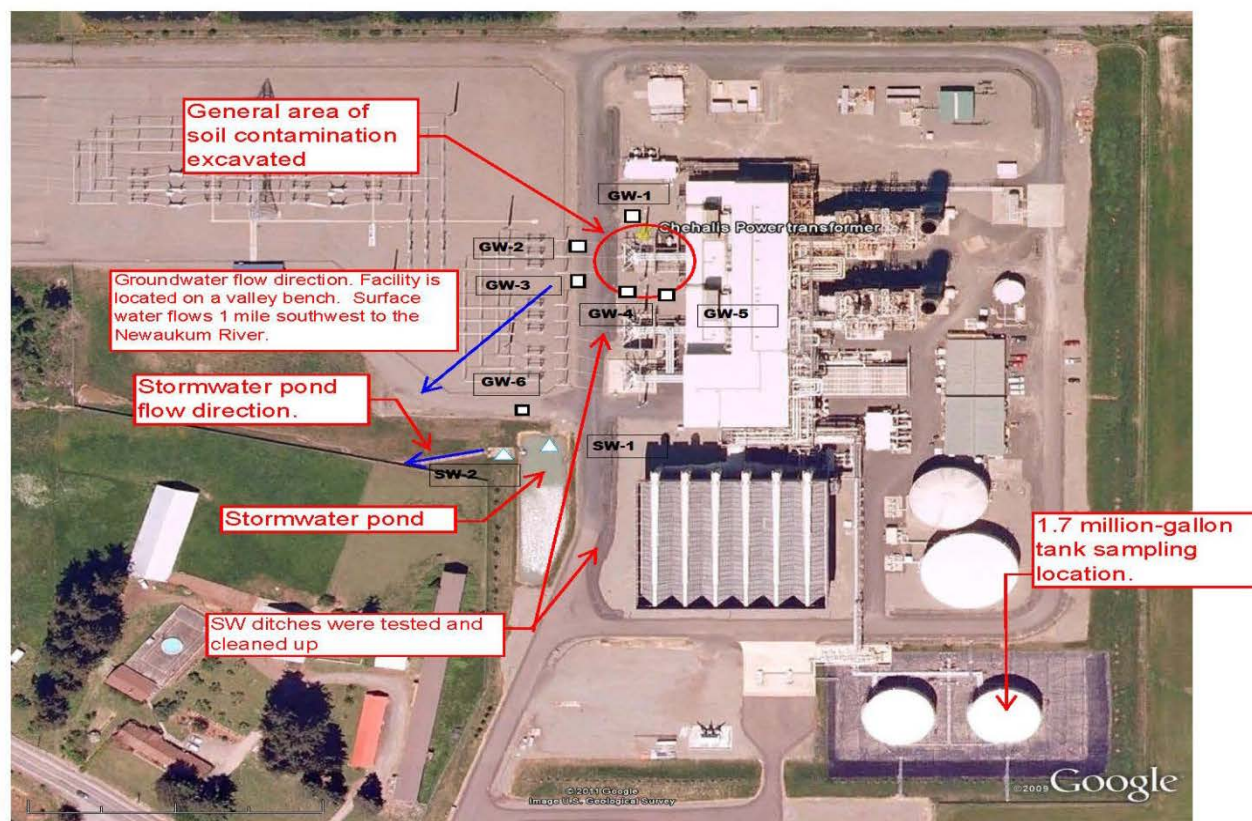 General area of
soil contamination
excavated
GW-1
Chehalis Power transformer
GW-2
Groundwater flow direction. Facility is
located on a valley bench.  Surface
water flows 1 mile southwest to the
Newaukum River.
GW-3
GW-4
GW-5
Stormwater pond
flow direction.
GW-6
SW-1
SW-2
Stormwater pond
1.7 million-gallon
tank sampling
location.
SW ditches were tested and
cleaned up
© 2011 Google
Image U.S. Geological Survey
©2009 Google